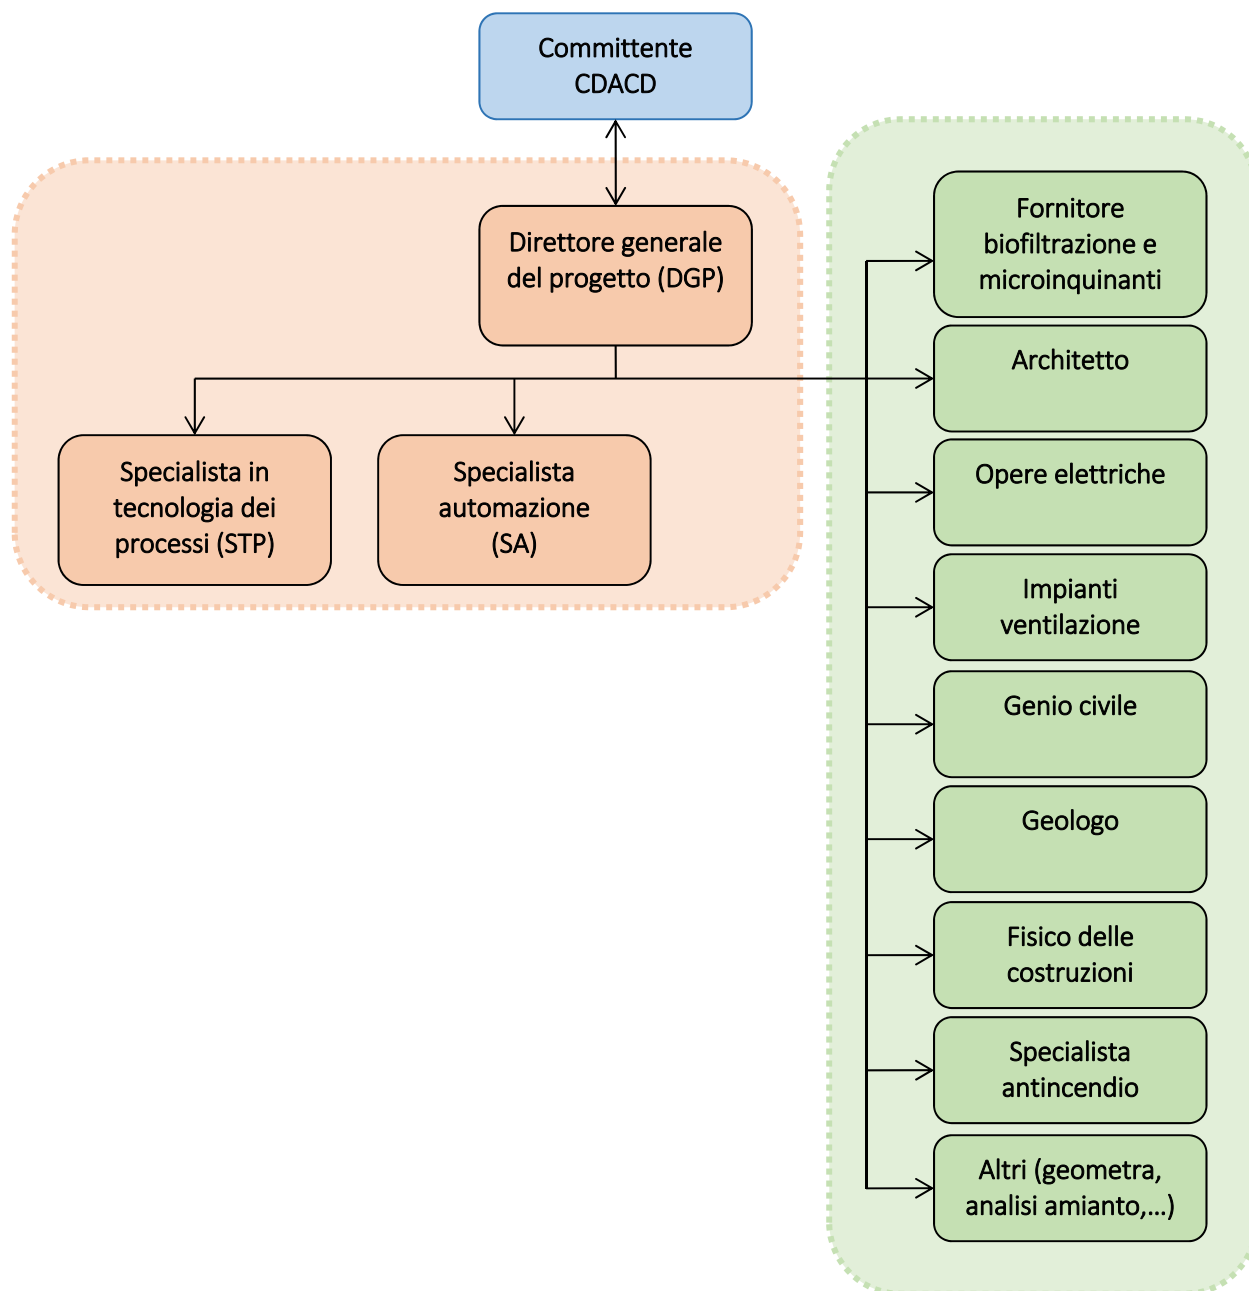 Committente
CDACD
Direttore generale
del progetto (DGP)
Specialista in
tecnologia dei
processi (STP)
Specialista
automazione
(SA)
Fornitore
biofiltrazione e
microinquinanti
Architetto
Opere elettriche
Impianti
ventilazione
Genio civile
Geologo
Fisico delle
costruzioni
Specialista
antincendio
Altri (geometra,
analisi amianto,...)